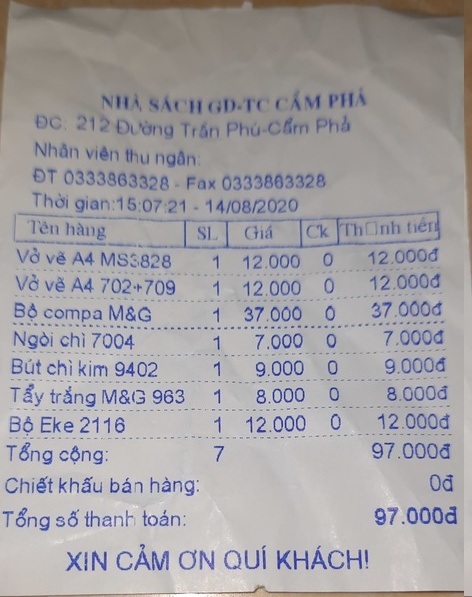 NHÀ SÁCH GD-TC CẨM PHẢ
ĐC: 212 Đường Trần Phú-Cẩm Phả
Nhân viên thu ngân:
ĐT 0333863328 - Fax 0333863328
Thời gian:15:07:21 - 14/08/2020
Tên hàng SL Giá Ck Th□nh tiền
Vở vẽ A4 MS3828 1 12.000 0 12.000đ
Vở vẽ A4 702+709 1 12.000 0 12.000đ
Bộ compa M&G 1 37.000 0 37.000đ
Ngòi chì 7004 1 7.000 0 7.000đ
Bút chì kim 9402 1 9.000 0 9.000đ
Tẩy trắng M&G 963 1 8.000 0 8.000đ
Bộ Eke 2116 1 12.000 0 12.000đ
Tổng cộng: 7 97.000đ
Chiết khấu bán hàng: 0đ
Tổng số thanh toán: 97.000đ
XIN CẢM ƠN QUÍ KHÁCH!